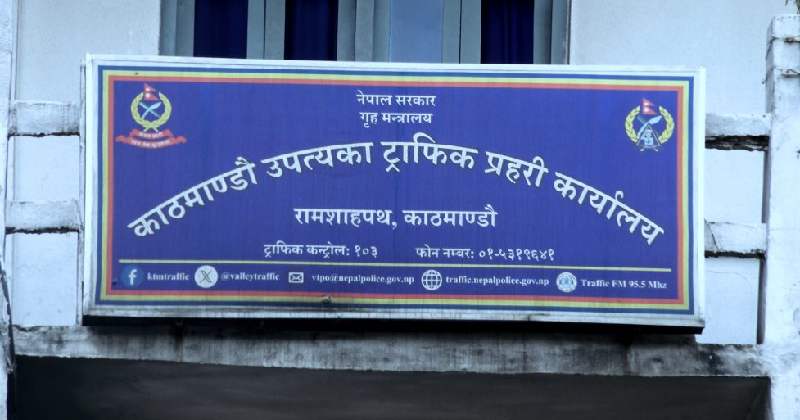 नेपाल सरकार
गृह मन्त्रालय
काठमाण्डौ उपत्यका ट्राफिक प्रहरी कार्यालय
रामशाहपथ, काठमाण्डौ
ट्राफिक कन्ट्रोल: १०३ फोन नम्बर: ०१-५३१९६४१
ktmtraffic @valleytraffic vipo@nepalpolice.gov.np traffic.nepalpolice.gov.np Traffic FM 95.5 Mhz